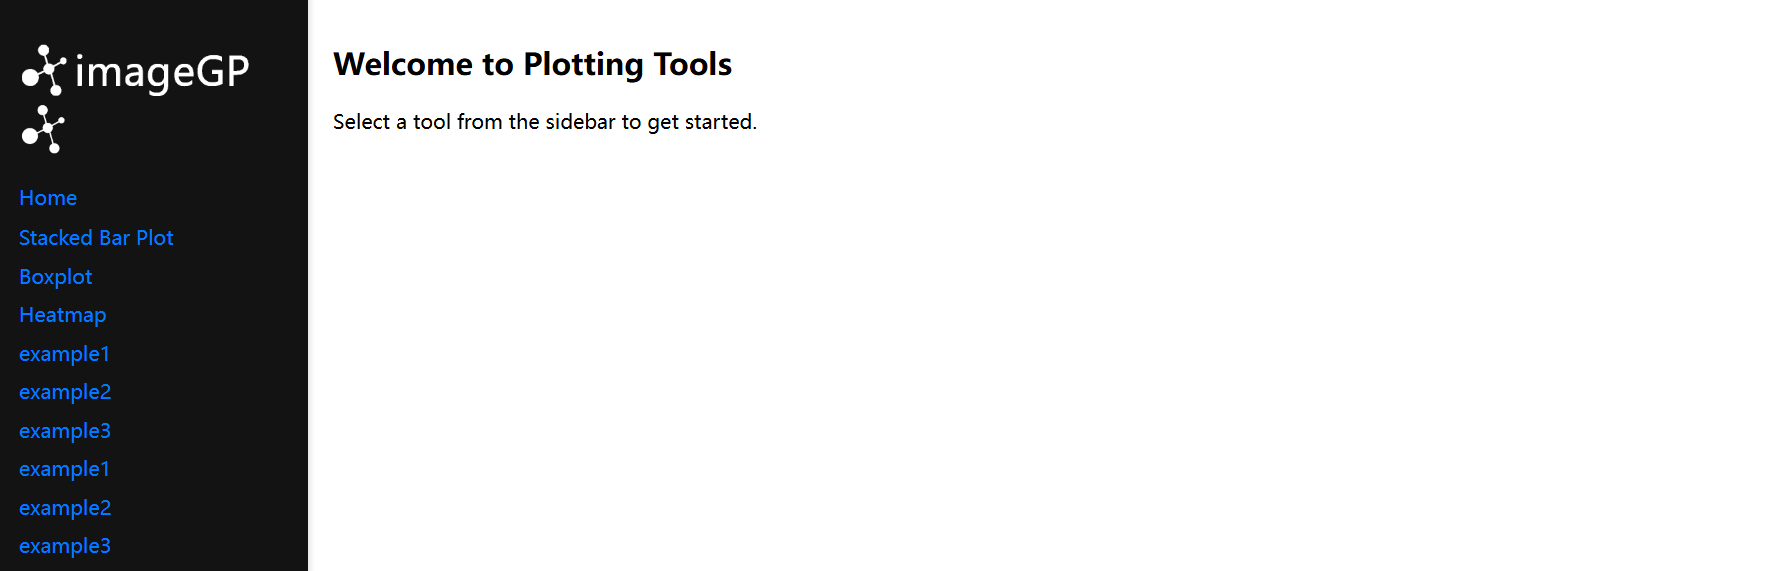 imageGP
Home
Stacked Bar Plot
Boxplot
Heatmap
example1
example2
example3
example1
example2
example3
Welcome to Plotting Tools
Select a tool from the sidebar to get started.